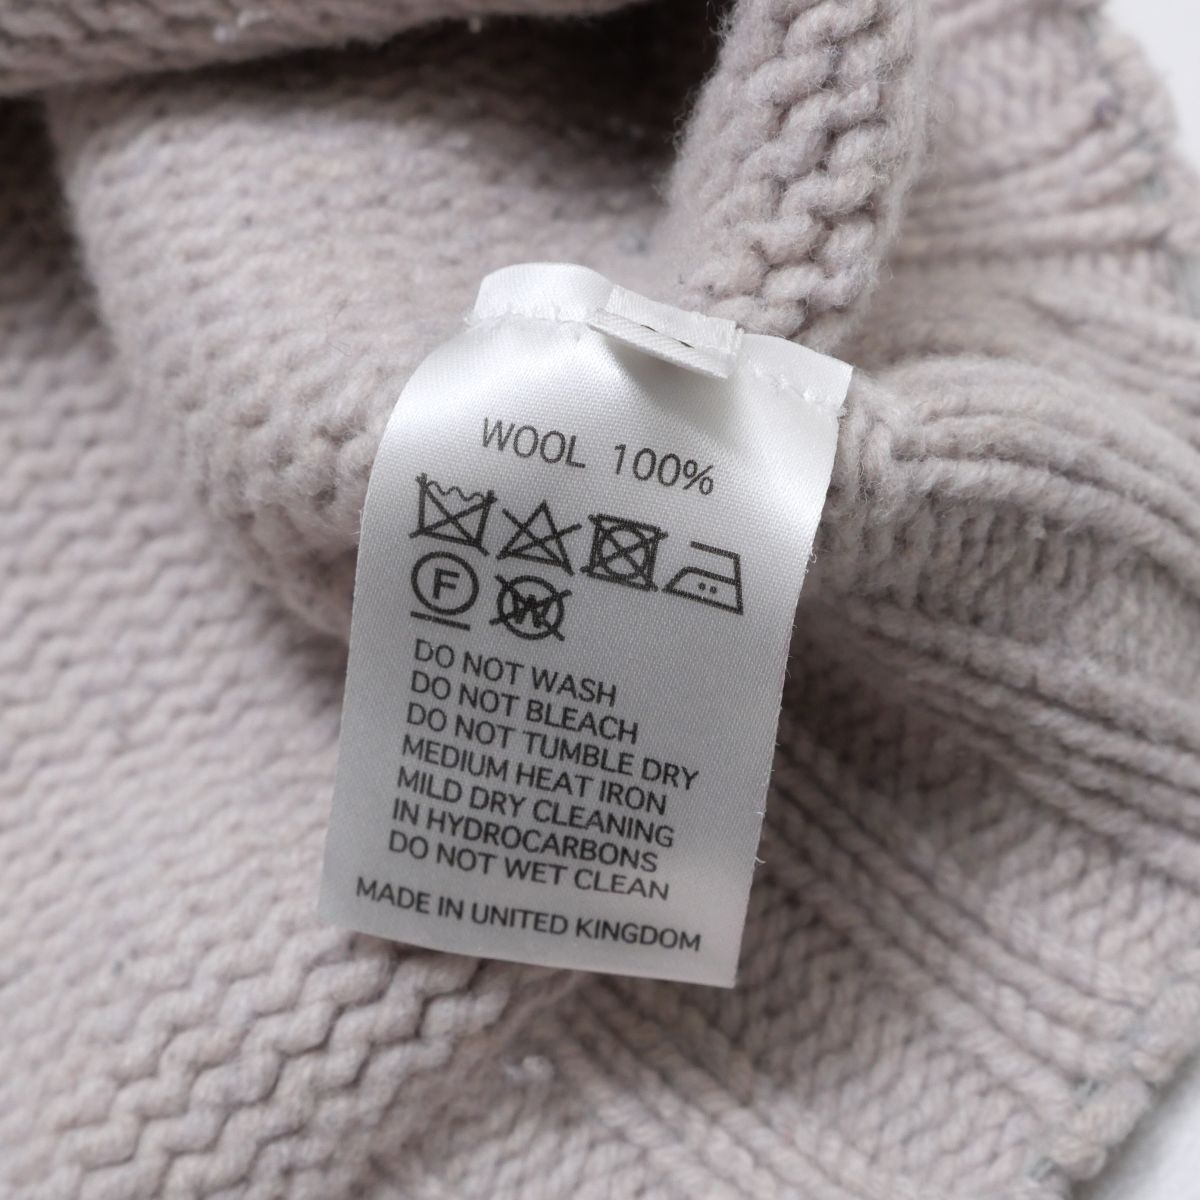 WOOL 100%
F W
DO NOT WASH
DO NOT BLEACH
DO NOT TUMBLE DRY
MEDIUM HEAT IRON
MILD DRY CLEANING
IN HYDROCARBONS
DO NOT WET CLEAN
MADE IN UNITED KINGDOM